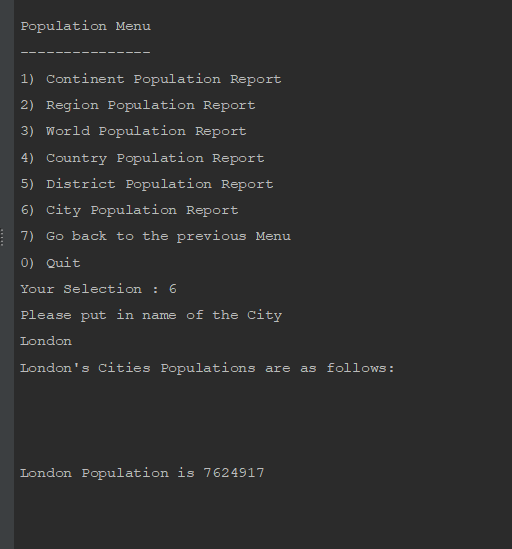 Population Menu
---------------
1) Continent Population Report
2) Region Population Report
3) World Population Report
4) Country Population Report
5) District Population Report
6) City Population Report
7) Go back to the previous Menu
0) Quit
Your Selection : 6
Please put in name of the City
London
London's Cities Populations are as follows:
London Population is 7624917